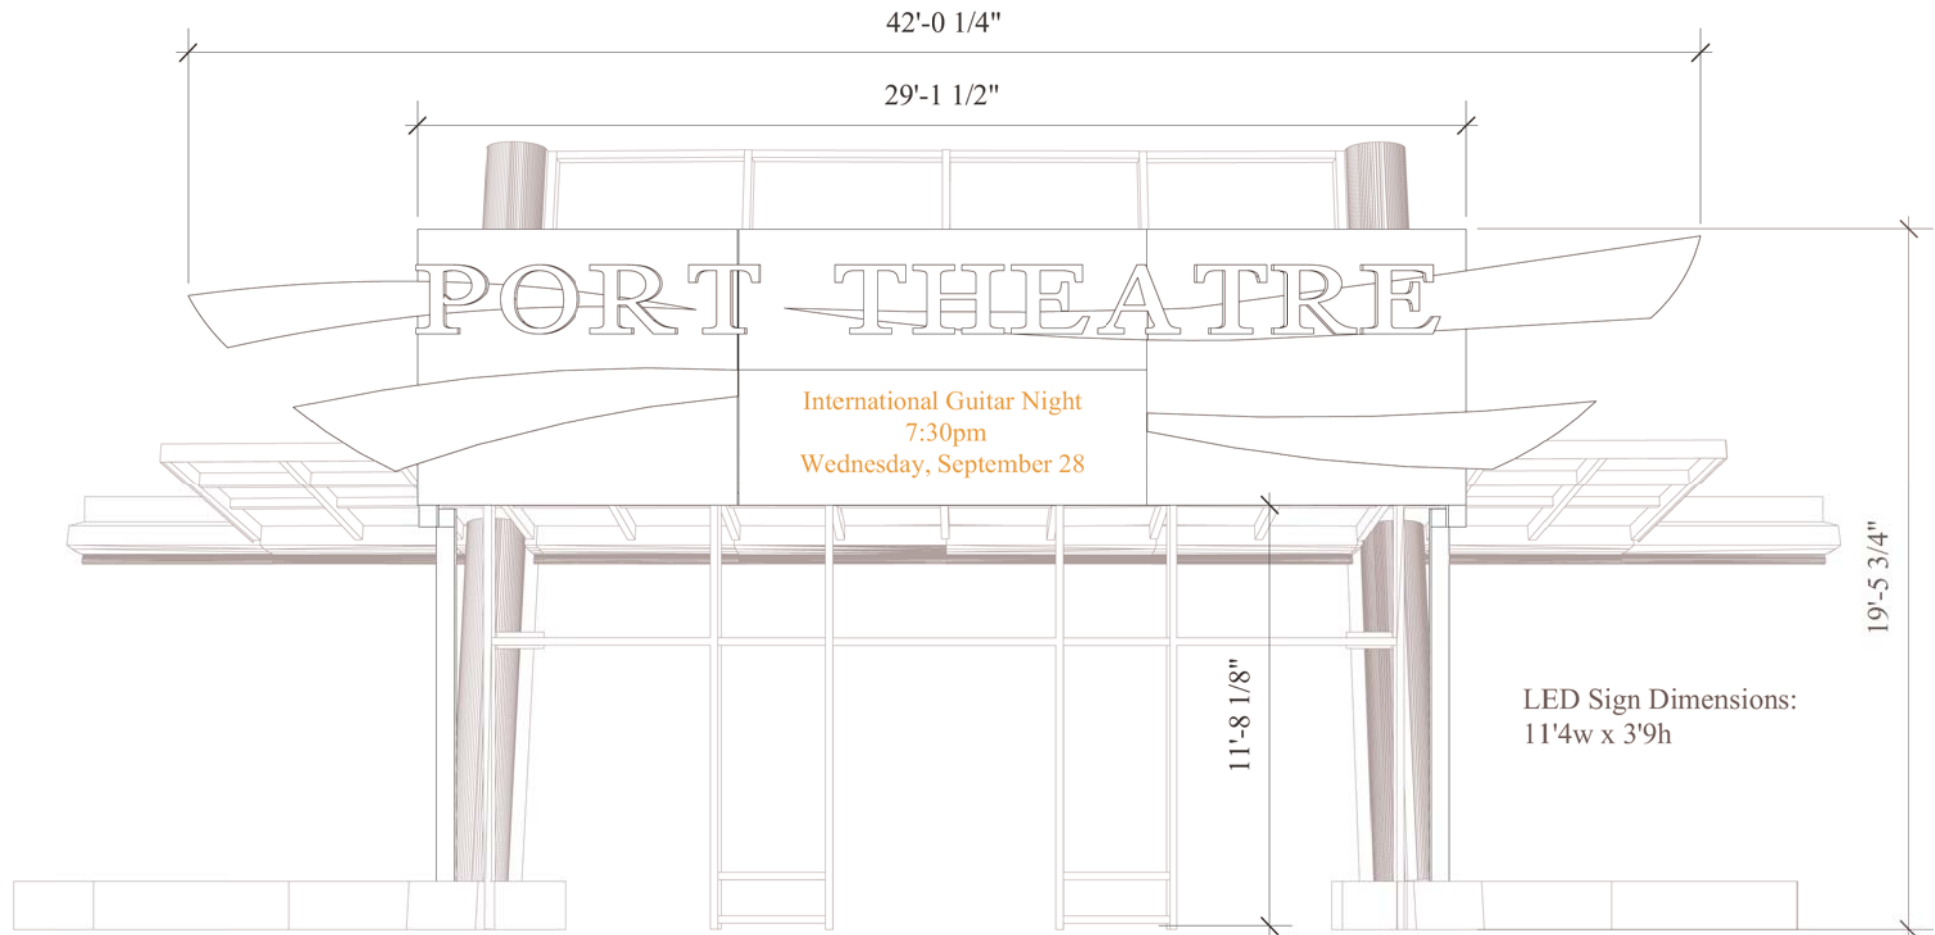 42'-0 1/4"
29'-1 1/2"
PORT THEATRE
International Guitar Night
7:30pm
Wednesday, September 28
19'-5 3/4"
11'-8 1/8"
LED Sign Dimensions:
11'4w x 3'9h